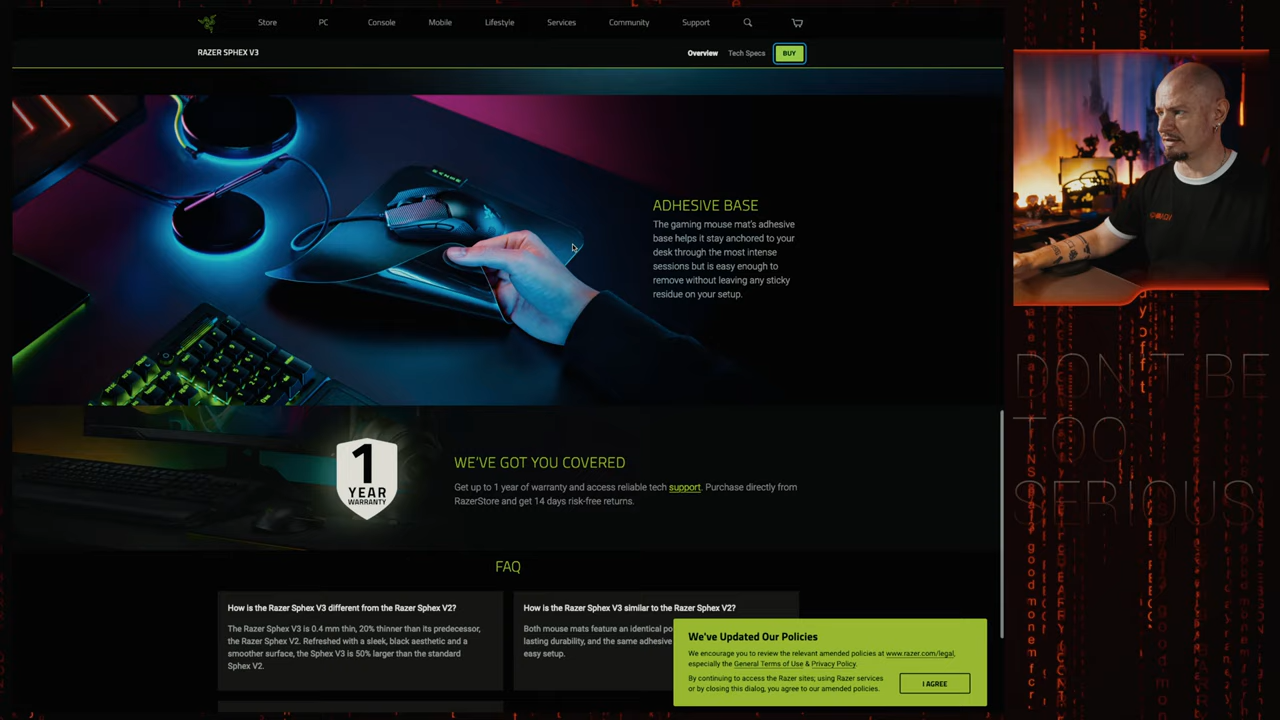 Store PC Console Mobile Lifestyle Services Community Support
RAZER SPHEX V3
Overview Tech Specs BUY
ADHESIVE BASE
The gaming mouse mat's adhesive
base helps it stay anchored to your
desk through the most intense
sessions but is easy enough to
remove without leaving any sticky
residue on your setup.
1
YEAR
WARRANTY
WE'VE GOT YOU COVERED
Get up to 1 year of warranty and access reliable tech support. Purchase directly from
RazerStore and get 14 days risk-free returns.
FAQ
How is the Razer Sphex V3 different from the Razer Sphex V2?
The Razer Sphex V3 is 0.4 mm thin, 20% thinner than its predecessor,
the Razer Sphex V2. Refreshed with a sleek, black aesthetic and a
smoother surface, the Sphex V3 is 50% larger than the standard
Sphex V2.
How is the Razer Sphex V3 similar to the Razer Sphex V2?
Both mouse mats feature an identical po
lasting durability, and the same adhesive
easy setup.
We've Updated Our Policies
We encourage you to review the relevant amended policies at www.razer.com/legal,
especially the General Terms of Use & Privacy Policy.
By continuing to access the Razer sites; using Razer services
or by closing this dialog, you agree to our amended policies.
I AGREE
DON'T BE
TOO
SERIOUS